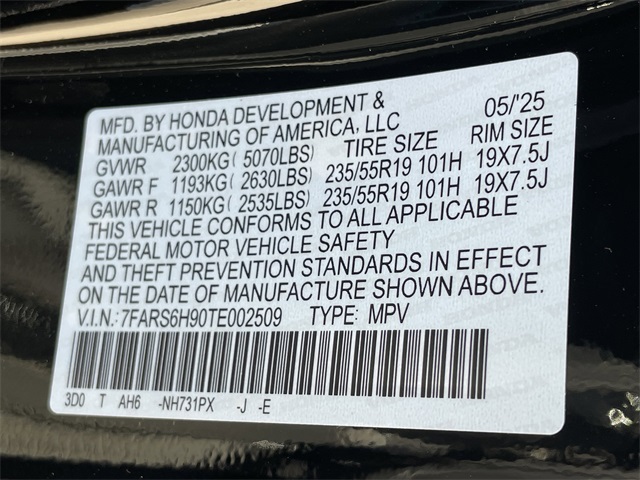 MFD. BY HONDA DEVELOPMENT & 05/'25
MANUFACTURING OF AMERICA, LLC TIRE SIZE RIM SIZE
GVWR 2300KG( 5070LBS)
GAWR F 1193KG( 2630LBS) 235/55R19 101H 19X7.5J
GAWR R 1150KG( 2535LBS) 235/55R19 101H 19X7.5J
THIS VEHICLE CONFORMS TO ALL APPLICABLE
FEDERAL MOTOR VEHICLE SAFETY
AND THEFT PREVENTION STANDARDS IN EFFECT
ON THE DATE OF MANUFACTURE SHOWN ABOVE.
V.I.N.:7FARS6H90TE002509 TYPE: MPV
3D0 T AH6 -NH731PX -J -E